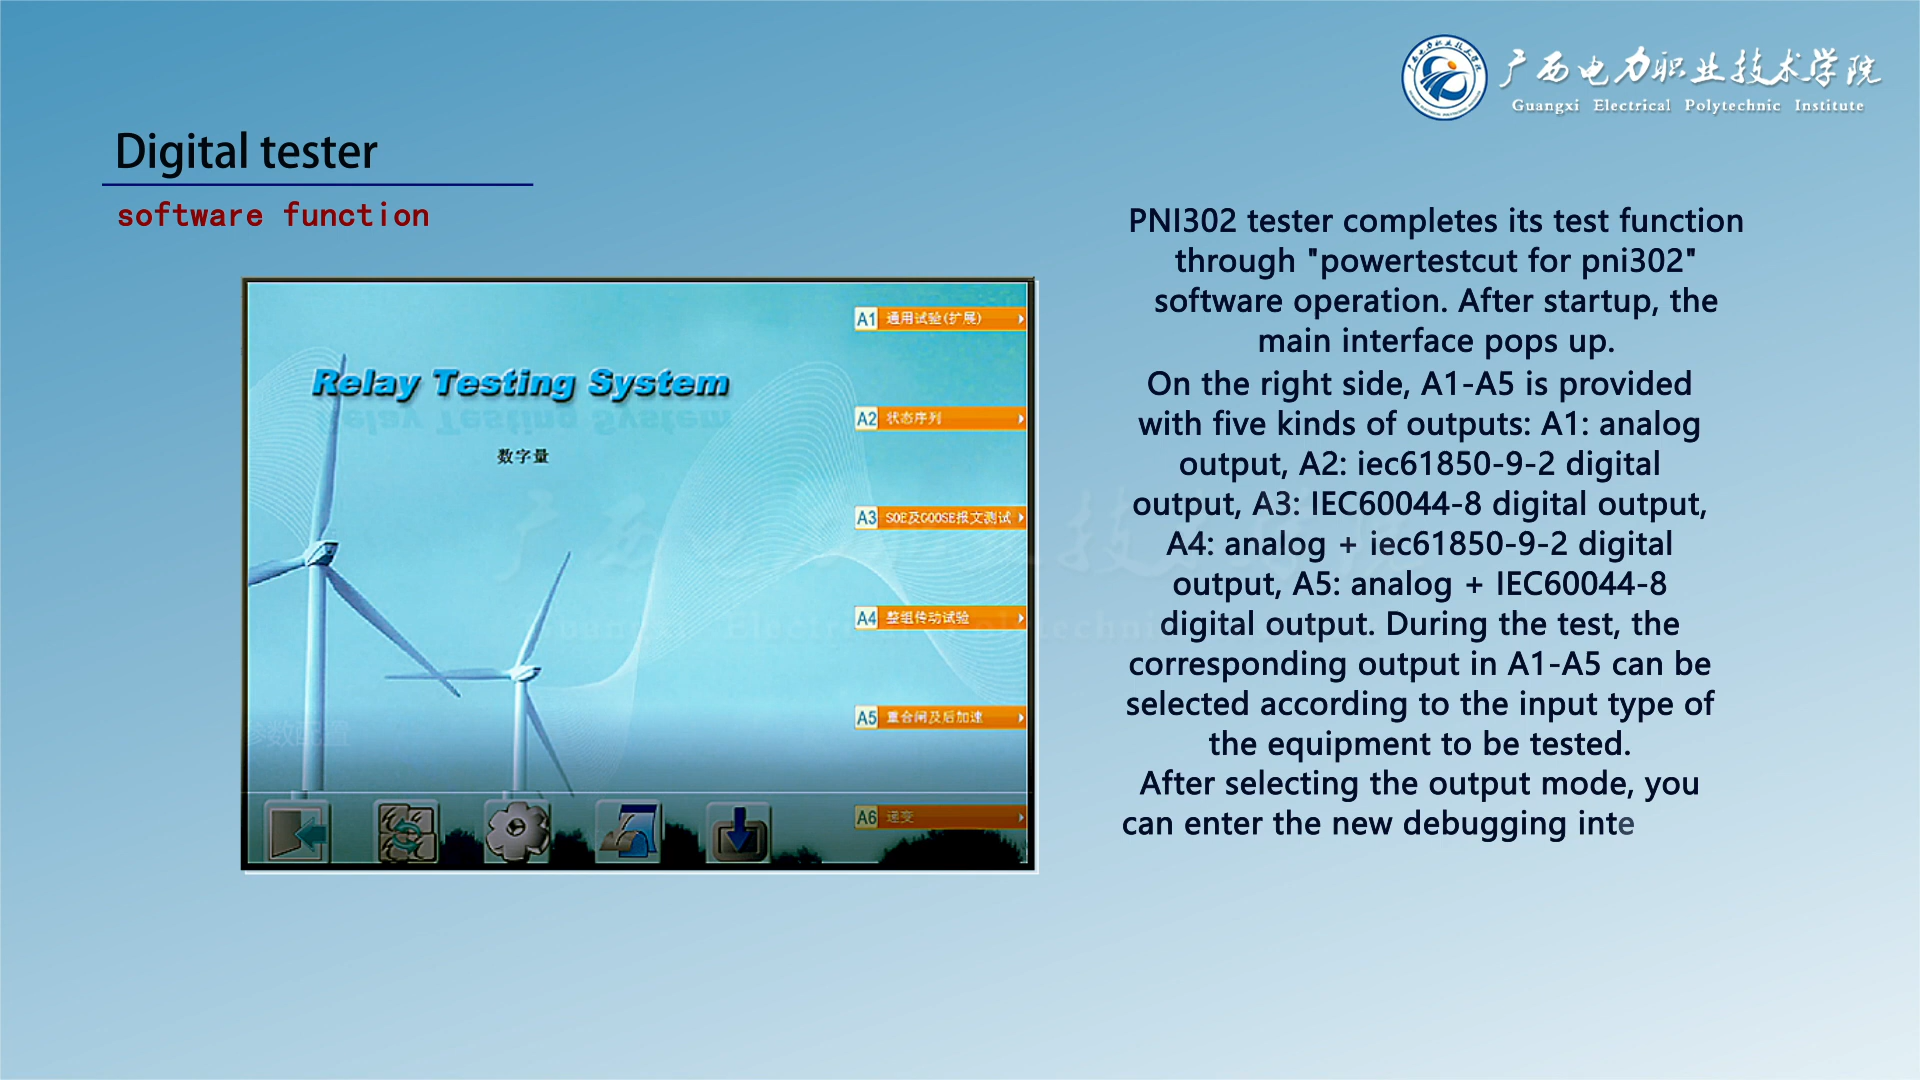 广西电力职业技术学院
Guangxi Electrical Polytechnic Institute
Digital tester
software function
PNI302 tester completes its test function
through "powertestcut for pni302"
software operation. After startup, the
main interface pops up.
On the right side, A1-A5 is provided
with five kinds of outputs: A1: analog
output, A2: iec61850-9-2 digital
output, A3: IEC60044-8 digital output,
A4: analog + iec61850-9-2 digital
output, A5: analog + IEC60044-8
digital output. During the test, the
corresponding output in A1-A5 can be
selected according to the input type of
the equipment to be tested.
After selecting the output mode, you
can enter the new debugging inte
Relay Testing System
数字量
A1 通用试验(扩展)
A2 状态序列
A3 SOE及GOOSE报文测试
A4 整组传动试验
A5 重合闸及后加速
A6 递变
参数配置